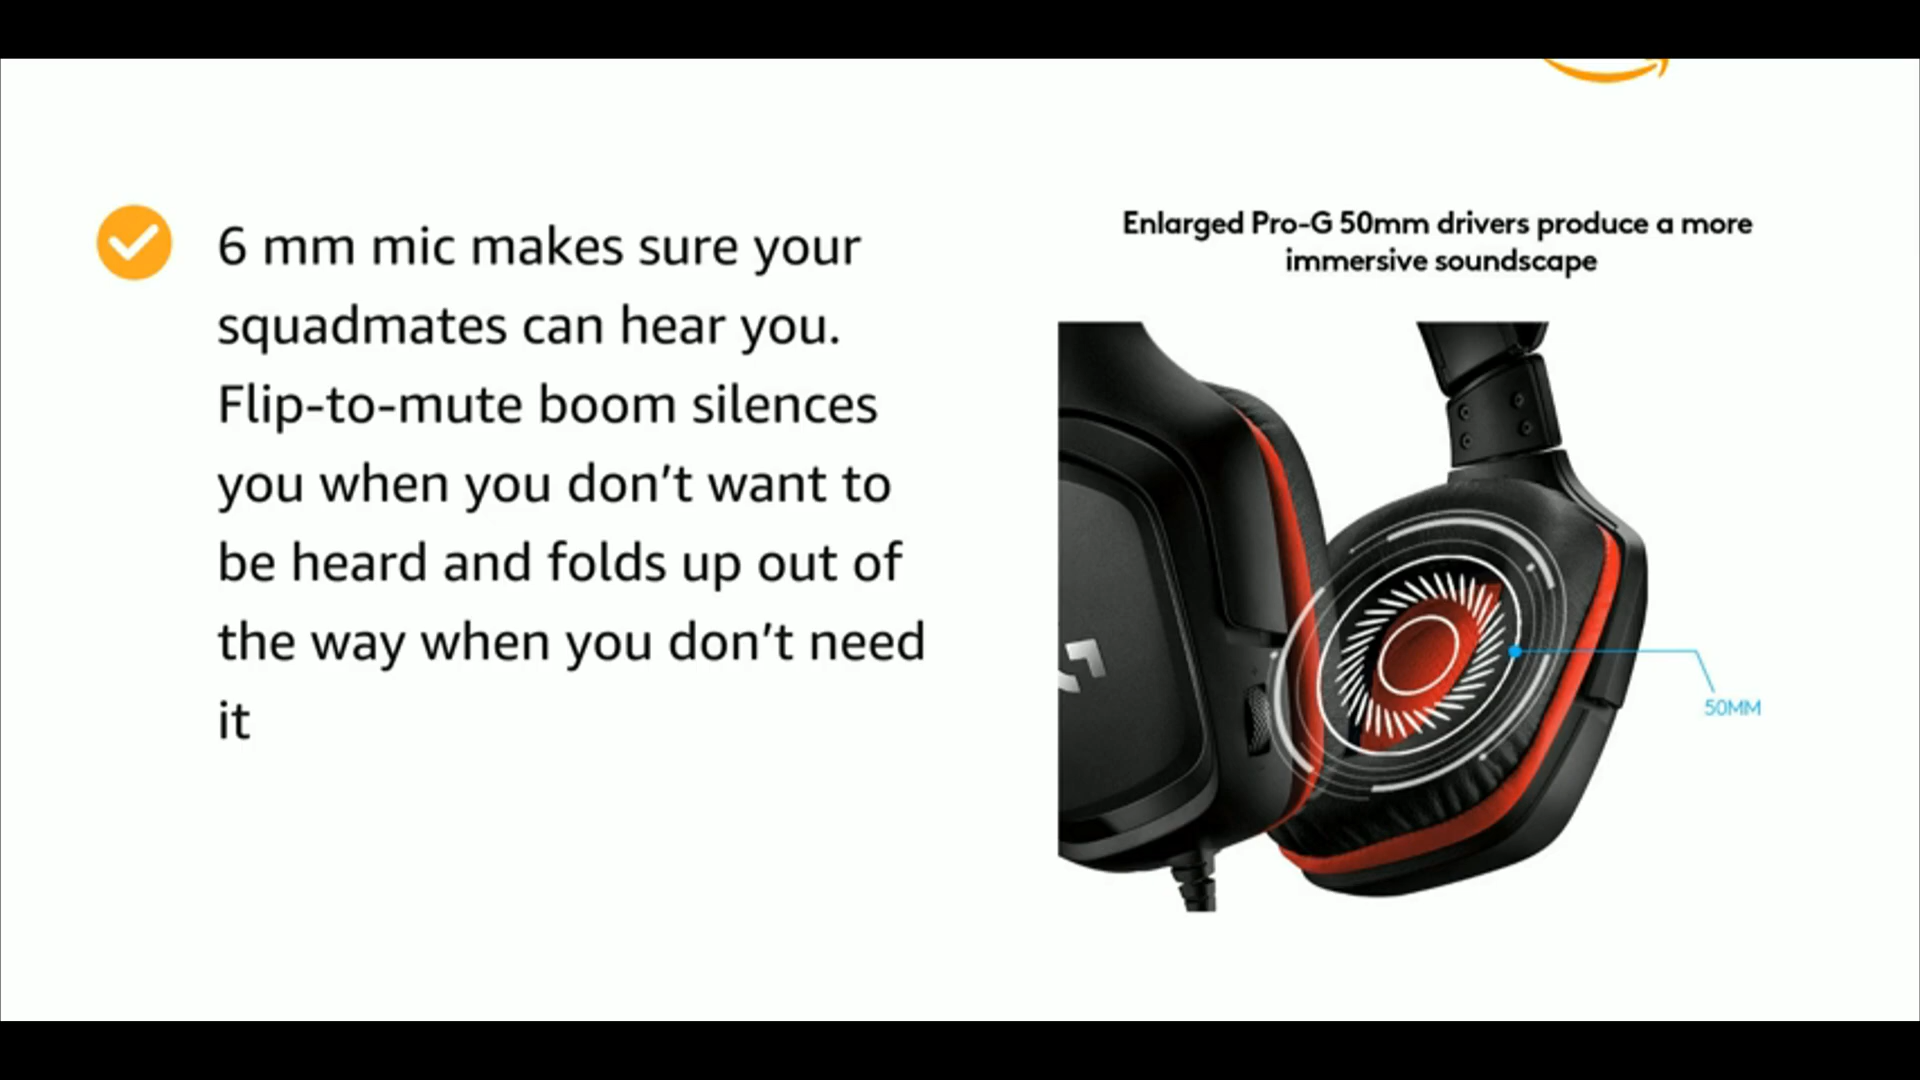 6 mm mic makes sure your
squadmates can hear you.
Flip-to-mute boom silences
you when you don’t want to
be heard and folds up out of
the way when you don’t need
it
Enlarged Pro-G 50mm drivers produce a more
immersive soundscape
50MM